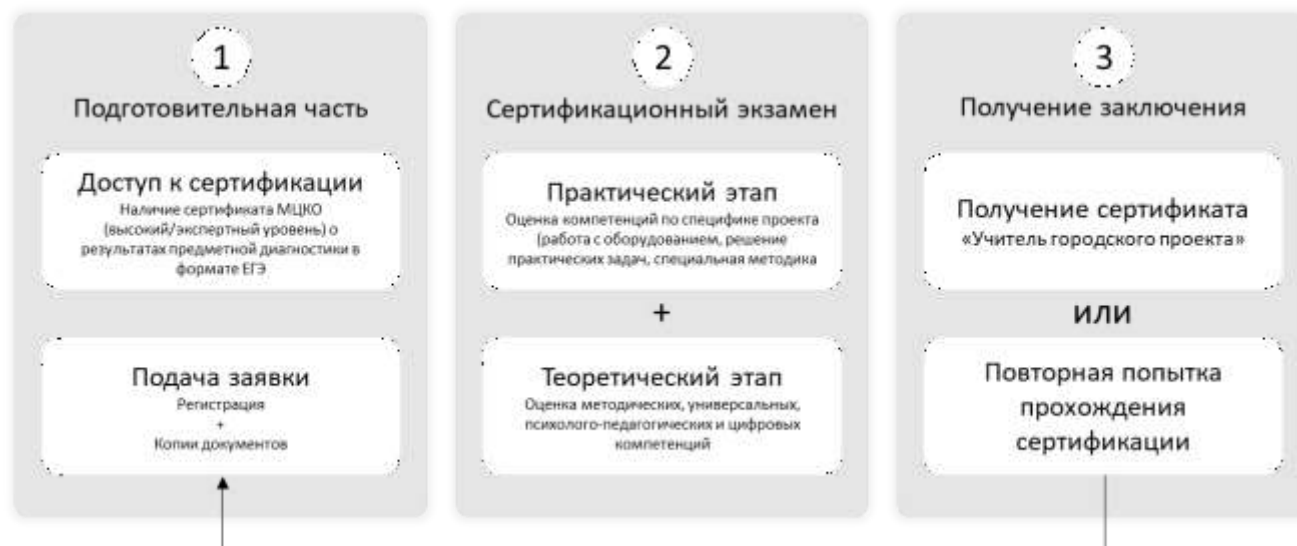 1
Подготовительная часть
Доступ к сертификации
Наличие сертификата МЦКО
(высокий/экспертный уровень) о
результатах предметной диагностики в
формате ЕГЭ
Подача заявки
Регистрация
+
Копии документов
2
Сертификационный экзамен
Практический этап
Оценка компетенций по специфике проекта
(работа с оборудованием, решение
практических задач, специальная методика
+
Теоретический этап
Оценка методических, универсальных,
психолого-педагогических и цифровых
компетенций
3
Получение заключения
Получение сертификата
«Учитель городского проекта»
или
Повторная попытка
прохождения
сертификации